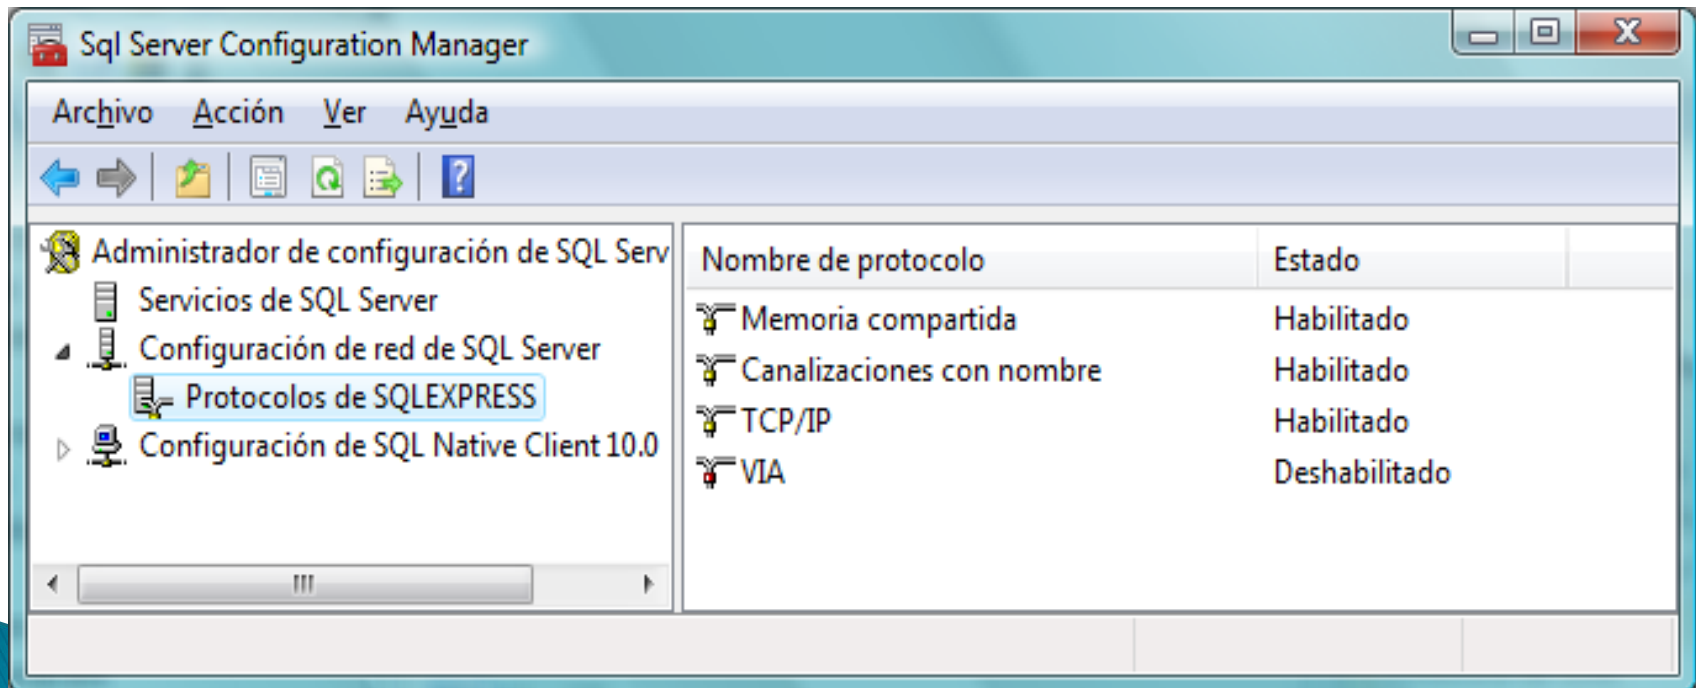 Sql Server Configuration Manager
Archivo Acción Ver Ayuda
Administrador de configuración de SQL Serv
Servicios de SQL Server
Configuración de red de SQL Server
Protocolos de SQLEXPRESS
Configuración de SQL Native Client 10.0
Nombre de protocolo Estado
Memoria compartida Habilitado
Canalizaciones con nombre Habilitado
TCP/IP Habilitado
VIA Deshabilitado